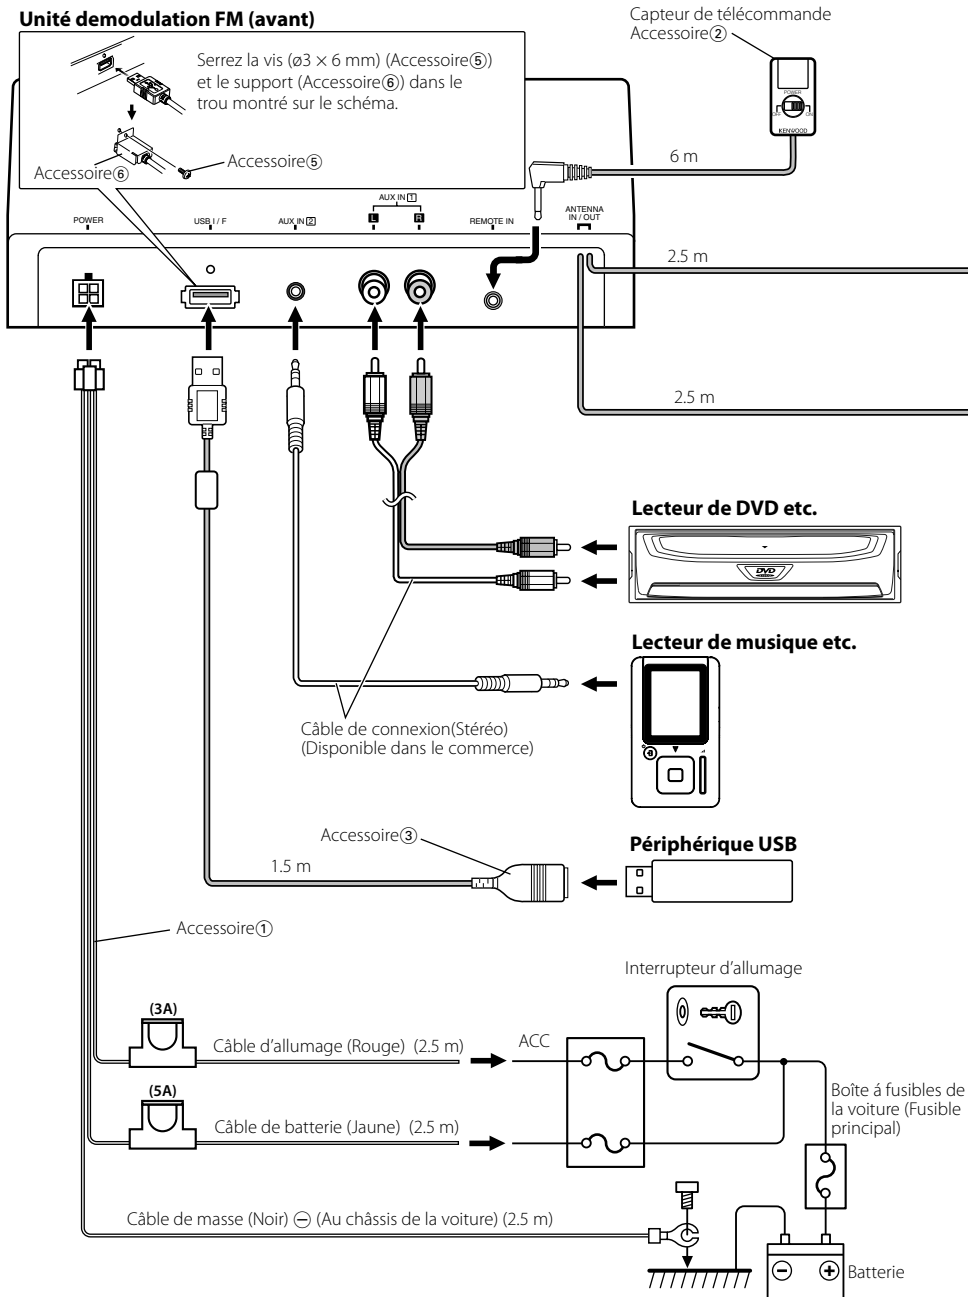 Unité demodulation FM (avant)
Capteur de télécommande
Accessoire②
Serrez la vis (ø3 × 6 mm) (Accessoire⑤)
et le support (Accessoire⑥) dans le
trou montré sur le schéma.
Accessoire⑤
Accessoire⑥
POWER
OFF
ON
KENWOOD
6 m
POWER
USB I / F
AUX IN 2
AUX IN 1
L
R
REMOTE IN
ANTENNA
IN / OUT
2.5 m
2.5 m
Lecteur de DVD etc.
DVD
Lecteur de musique etc.
Câble de connexion(Stéréo)
(Disponible dans le commerce)
Accessoire③
Périphérique USB
1.5 m
Accessoire①
Interrupteur d'allumage
(3A)
Câble d'allumage (Rouge) (2.5 m)
ACC
(5A)
Câble de batterie (Jaune) (2.5 m)
Boîte á fusibles de
la voiture (Fusible
principal)
Câble de masse (Noir) ⊖ (Au châssis de la voiture) (2.5 m)
⊖ ⊕ Batterie